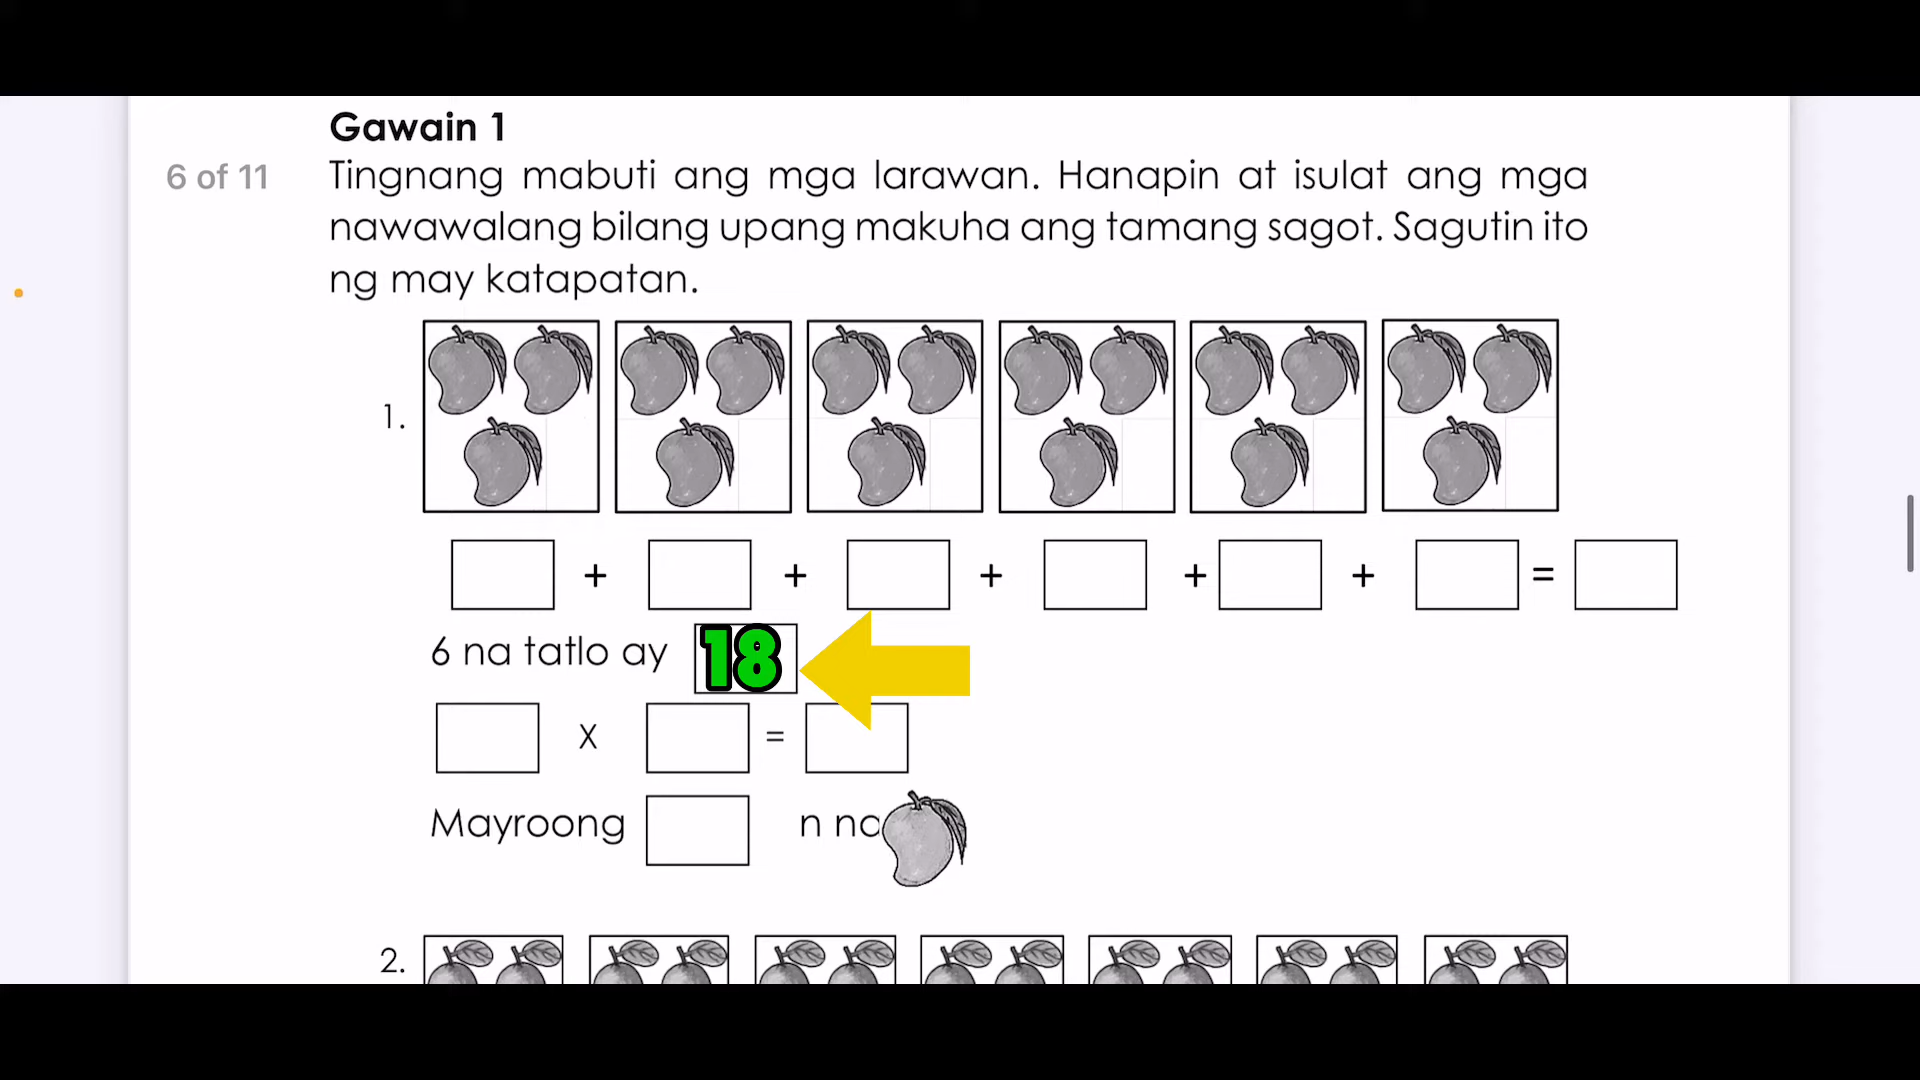 Gawain 1
6 of 11
Tingnang mabuti ang mga larawan. Hanapin at isulat ang mga
nawawalang bilang upang makuha ang tamang sagot. Sagutin ito
ng may katapatan.
1.
+ + + + + =
6 na tatlo ay 18
X =
Mayroong n na
2.